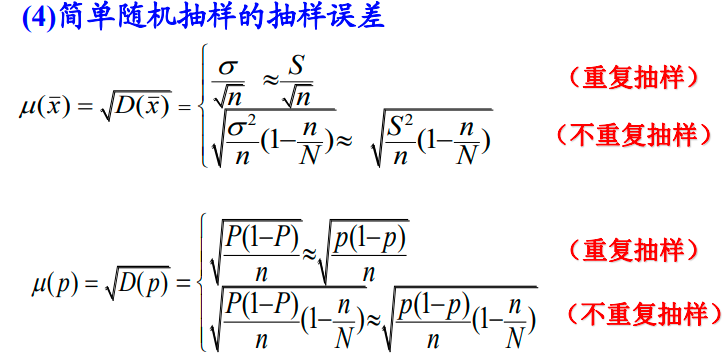 (4)简单随机抽样的抽样误差
σ/√n ≈ S/√n （重复抽样）
μ(x̄) = √D(x̄) =
√(σ²/n (1−n/N)) ≈ √(S²/n (1−n/N)) （不重复抽样）
√(P(1−P)/n) ≈ √(p(1−p)/n) （重复抽样）
μ(p) = √D(p) =
√(P(1−P)/n (1−n/N)) ≈ √(p(1−p)/n (1−n/N)) （不重复抽样）